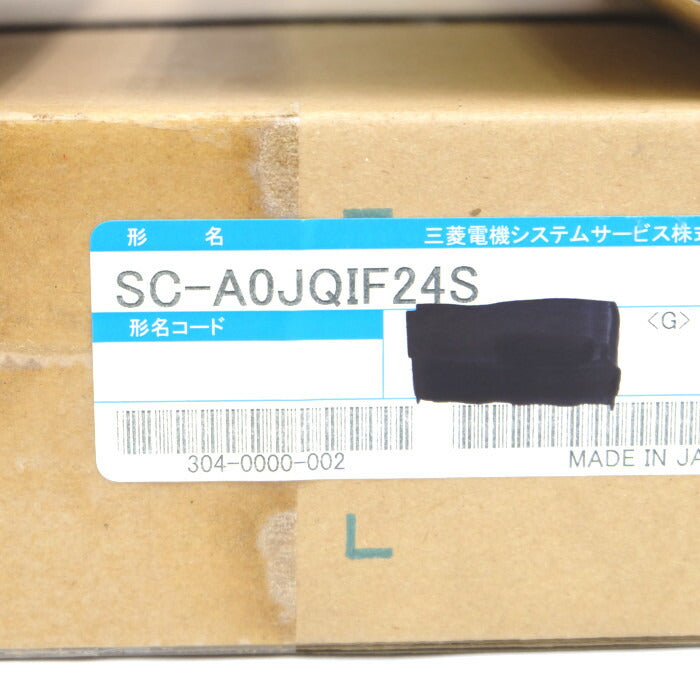 形 名 三菱電機システムサービス株式
SC-A0JQIF24S
形名コード
<G>
304-0000-002
MADE IN JA
L